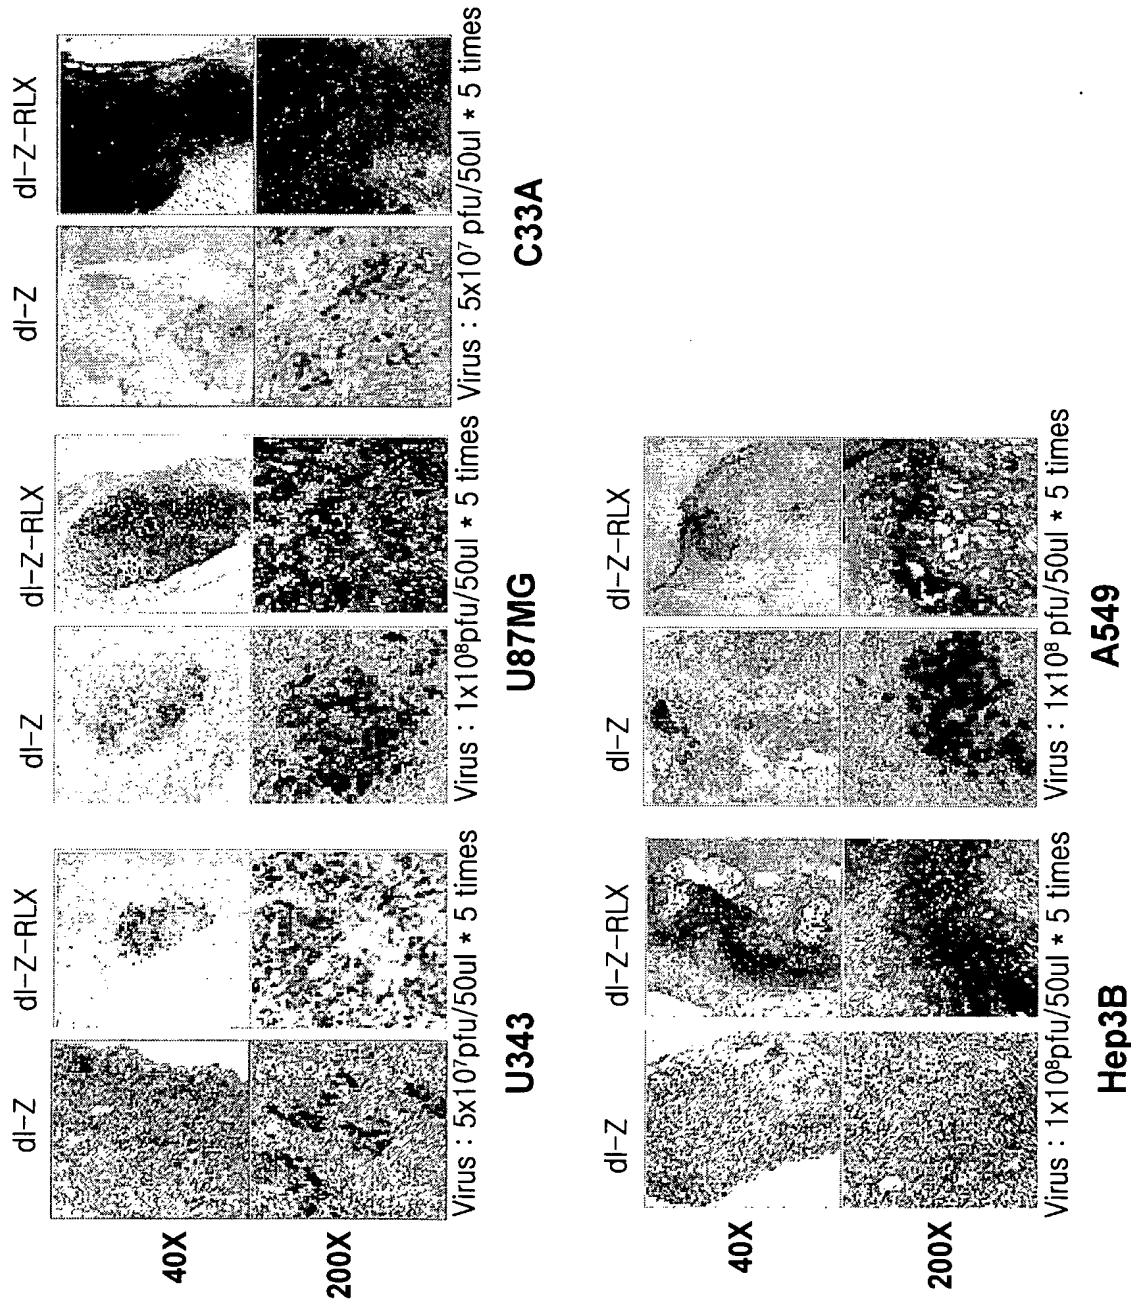 dl-Z dl-Z-RLX dl-Z dl-Z-RLX dl-Z dl-Z-RLX
40X
200X
Virus : 5x10⁷pfu/50ul * 5 times Virus : 1x10⁸pfu/50ul * 5 times Virus : 5x10⁷ pfu/50ul * 5 times
U343 U87MG C33A
dl-Z dl-Z-RLX dl-Z dl-Z-RLX
40X
200X
Virus : 1x10⁸pfu/50ul * 5 times Virus : 1x10⁸ pfu/50ul * 5 times
Hep3B A549